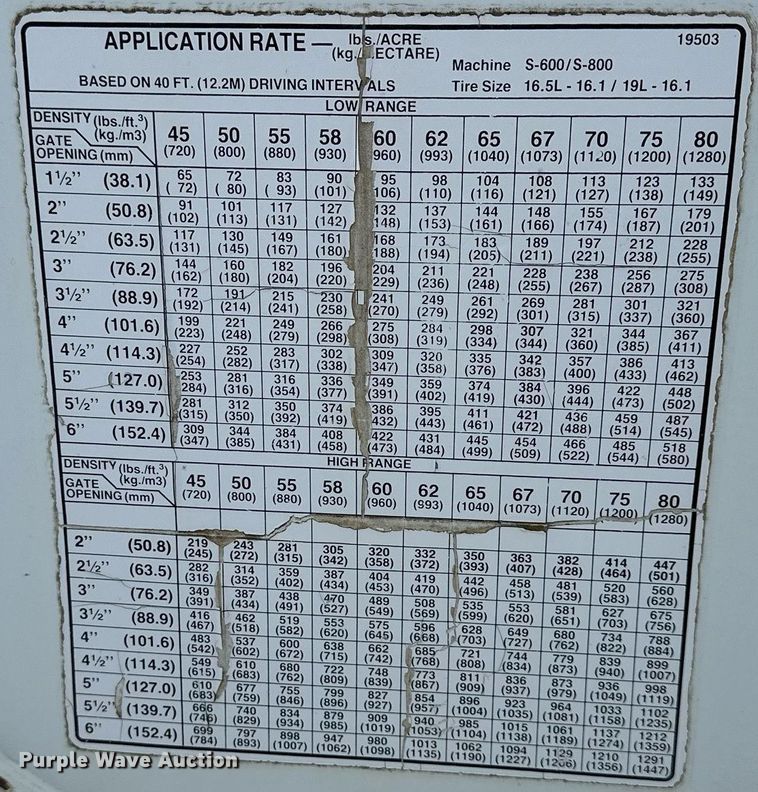 APPLICATION RATE — lbs./ACRE 19503
(kg./HECTARE)
Machine S-600/S-800
BASED ON 40 FT. (12.2M) DRIVING INTERVALS Tire Size 16.5L - 16.1 / 19L - 16.1
LOW RANGE
DENSITY (lbs./ft.³) 45 50 55 58 60 62 65 67 70 75 80
(kg./m3) (720) (800) (880) (930) (960) (993) (1040) (1073) (1120) (1200) (1280)
GATE
OPENING (mm)
1½" (38.1) 65 72 83 90 95 98 104 108 113 123 133
( 72) ( 80) ( 93) (101) (106) (110) (116) (121) (127) (138) (149)
2" (50.8) 91 101 117 127 132 137 144 148 155 167 179
(102) (113) (131) (142) (148) (153) (161) (166) (174) (187) (201)
2½" (63.5) 117 130 149 161 168 173 183 189 197 212 228
(131) (145) (167) (180) (188) (194) (205) (211) (221) (238) (255)
3" (76.2) 144 160 182 196 204 211 221 228 238 256 275
(162) (180) (204) (220) (229) (236) (248) (255) (267) (287) (308)
3½" (88.9) 172 191 215 230 241 249 261 269 281 301 321
(192) (214) (241) (258) (270) (279) (292) (301) (315) (337) (360)
4" (101.6) 199 221 249 266 275 284 298 307 321 344 367
(223) (248) (279) (298) (308) (319) (334) (344) (360) (385) (411)
4½" (114.3) 227 252 283 302 309 320 335 342 357 386 413
(254) (282) (317) (338) (347) (358) (376) (383) (400) (433) (462)
5" (127.0) 253 281 316 336 349 359 374 384 396 422 448
(284) (316) (354) (377) (391) (402) (419) (430) (444) (473) (502)
5½" (139.7) 281 312 350 374 386 395 411 421 436 459 487
(315) (350) (392) (419) (432) (443) (461) (472) (488) (514) (545)
6" (152.4) 309 344 384 408 422 431 445 454 466 485 518
(347) (385) (431) (458) (473) (484) (499) (509) (522) (544) (580)
HIGH RANGE
DENSITY (lbs./ft.³) 45 50 55 58 60 62 65 67 70 75 80
(kg./m3) (720) (800) (880) (930) (960) (993) (1040) (1073) (1120) (1200) (1280)
GATE
OPENING (mm)
2" (50.8) 219 243 281 305 320 332 350 363 382 414 447
(245) (272) (315) (342) (358) (372) (393) (407) (428) (464) (501)
2½" (63.5) 282 314 359 387 404 419 442 458 481 520 560
(316) (352) (402) (434) (453) (470) (496) (513) (539) (583) (628)
3" (76.2) 349 387 438 470 489 508 535 553 581 627 675
(391) (434) (491) (527) (549) (569) (599) (620) (651) (703) (756)
3½" (88.9) 416 462 519 553 575 596 628 649 680 734 788
(467) (518) (582) (620) (645) (668) (703) (727) (762) (822) (884)
4" (101.6) 483 537 600 638 662 685 721 744 779 839 899
(542) (602) (672) (715) (742) (768) (808) (834) (873) (940) (1007)
4½" (114.3) 549 610 680 722 748 773 811 836 873 936 998
(615) (683) (762) (809) (839) (867) (909) (937) (979) (1049) (1119)
5" (127.0) 610 677 755 799 827 854 896 923 964 1033 1102
(683) (759) (846) (896) (927) (957) (1004) (1035) (1081) (1158) (1235)
5½" (139.7) 666 740 834 879 909 940 985 1015 1061 1137 1212
(746) (829) (934) (985) (1019) (1053) (1104) (1138) (1189) (1274) (1359)
6" (152.4) 699 797 898 947 980 1013 1062 1094 1129 1210 1291
(784) (893) (1007) (1062) (1098) (1135) (1190) (1227) (1266) (1356) (1447)
Purple Wave Auction